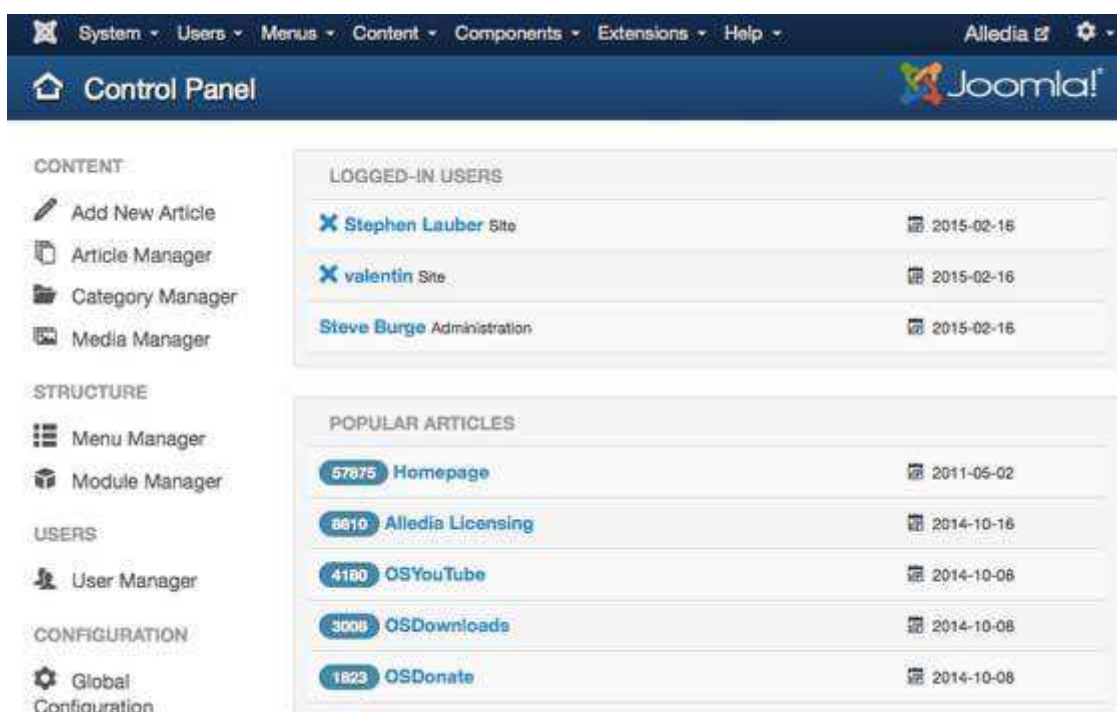 System Users Menus Content Components Extensions Help Alledia
Control Panel
Joomla!
CONTENT
Add New Article
Article Manager
Category Manager
Media Manager
STRUCTURE
Menu Manager
Module Manager
USERS
User Manager
CONFIGURATION
Global
Configuration
LOGGED-IN USERS
Stephen Lauber Site 2015-02-16
valentin Site 2015-02-16
Steve Burge Administration 2015-02-16
POPULAR ARTICLES
57875 Homepage 2011-05-02
Alledia Licensing 2014-10-16
4180 OSYouTube 2014-10-08
3008 OSDownloads 2014-10-08
1823 OSDonate 2014-10-08